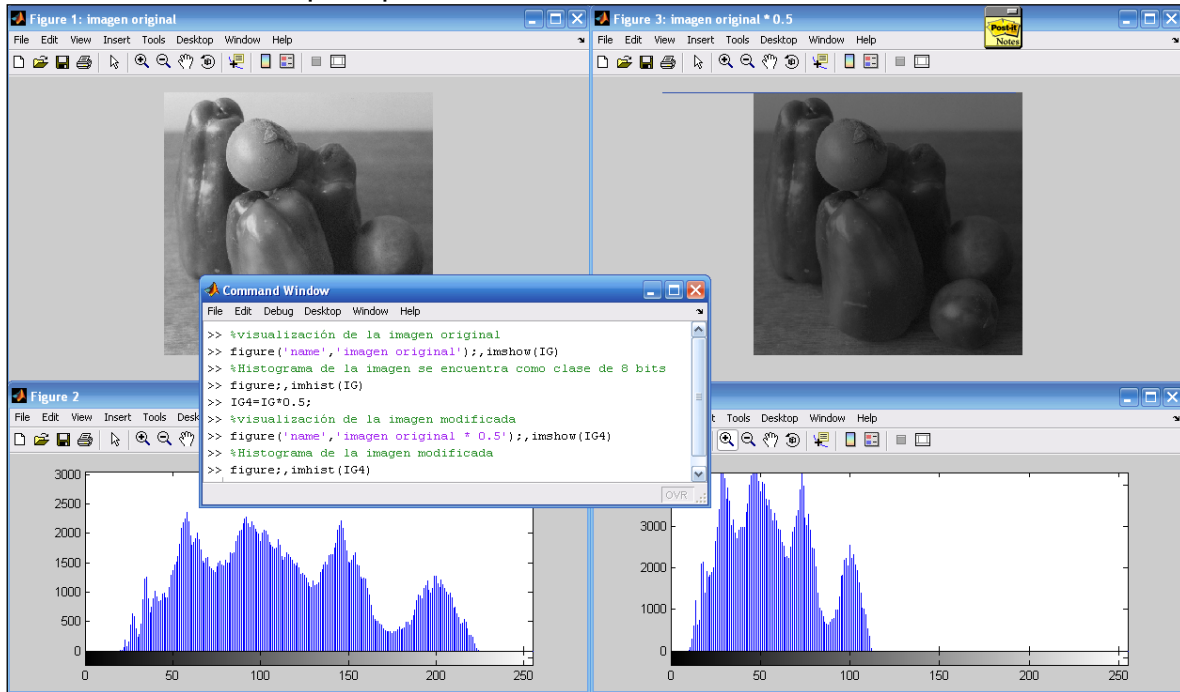 Figure 1: imagen original
File Edit View Insert Tools Desktop Window Help
Figure 3: imagen original * 0.5
Post-it
Notes
File Edit View Insert Tools Desktop Window Help
Command Window
File Edit Debug Desktop Window Help
>> %visualización de la imagen original
>> figure('name','imagen original');,imshow(IG)
>> %Histograma de la imagen se encuentra como clase de 8 bits
>> figure;,imhist(IG)
>> IG4=IG*0.5;
>> %visualización de la imagen modificada
>> figure('name','imagen original * 0.5');,imshow(IG4)
>> %Histograma de la imagen modificada
>> figure;,imhist(IG4)
OVR
Figure 2
File Edit View Insert Tools Desk
3000
2500
2000
1500
1000
500
0
0 50 100 150 200 250
Tools Desktop Window Help
3000
2000
1000
0
0 50 100 150 200 250